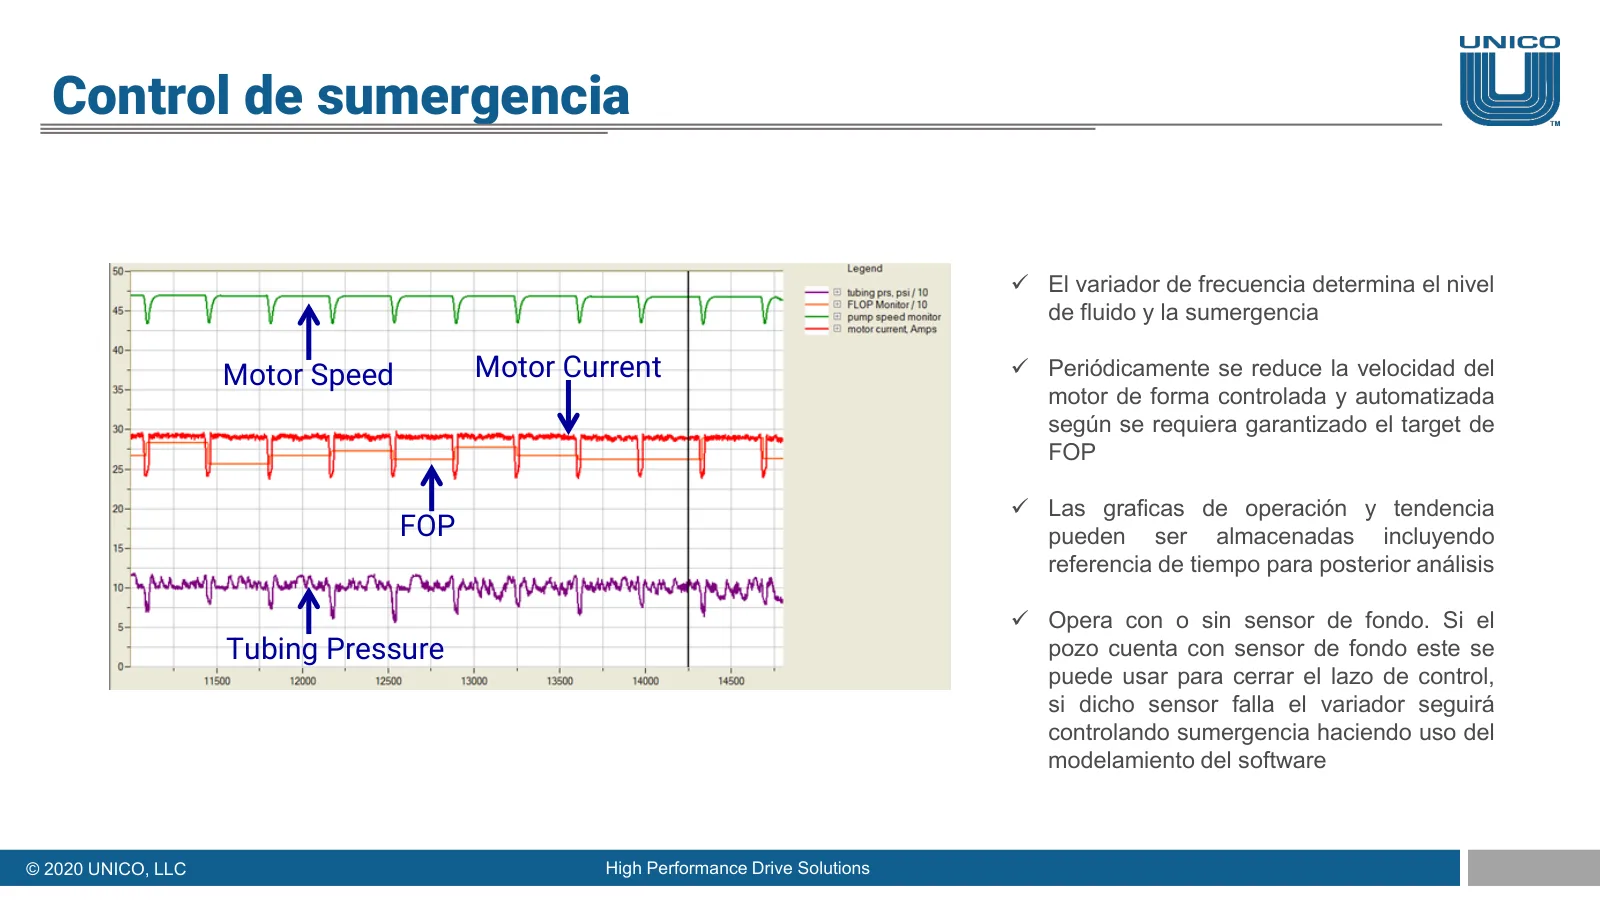 UNICO
TM
Control de sumergencia
50
45
40
35
30
25
20
15
10
5
0
11500
12000
12500
13000
13500
14000
14500
Motor Speed
Motor Current
FOP
Tubing Pressure
Legend
tubing prs, psi / 10
FLOP Monitor / 10
pump speed monitor
motor current, Amps
✓ El variador de frecuencia determina el nivel
de fluido y la sumergencia
✓ Periódicamente se reduce la velocidad del
motor de forma controlada y automatizada
según se requiera garantizado el target de
FOP
✓ Las graficas de operación y tendencia
pueden ser almacenadas incluyendo
referencia de tiempo para posterior análisis
✓ Opera con o sin sensor de fondo. Si el
pozo cuenta con sensor de fondo este se
puede usar para cerrar el lazo de control,
si dicho sensor falla el variador seguirá
controlando sumergencia haciendo uso del
modelamiento del software
© 2020 UNICO, LLC
High Performance Drive Solutions